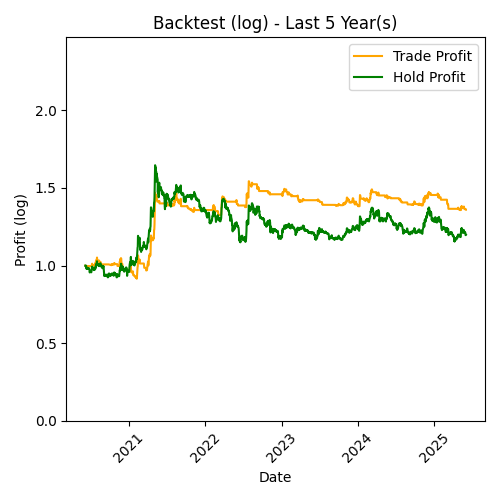 Backtest (log) - Last 5 Year(s)
Trade Profit
Hold Profit
Profit (log)
2.0
1.5
1.0
0.5
0.0
2021
2022
2023
2024
2025
Date